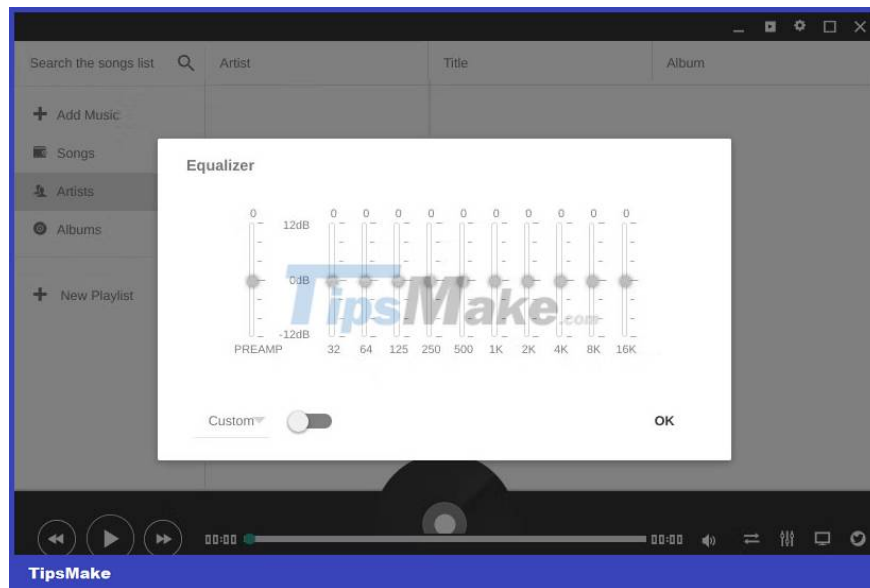 Search the songs list Artist Title Album
Add Music
Songs
Artists
Albums
New Playlist
Equalizer
0 0 0 0 0 0 0 0 0 0 0
12dB
0dB
-12dB
PREAMP 32 64 125 250 500 1K 2K 4K 8K 16K
TipsMake.com
Custom OK
00:00 00:00
TipsMake